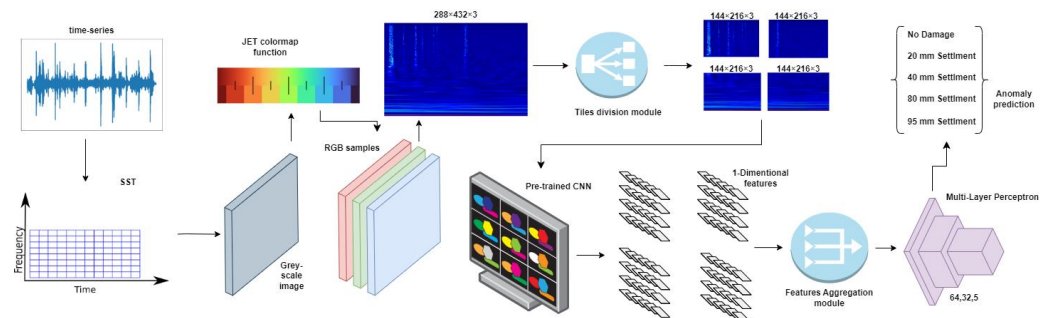 time-series
SST
Frequency
Time
JET colormap
function
Grey-
scale
image
RGB samples
288×432×3
Tiles division module
144×216×3
144×216×3
144×216×3
144×216×3
Pre-trained CNN
1-Dimentional
features
Features Aggregation
module
Multi-Layer Perceptron
64,32,5
No Damage
20 mm Settlment
40 mm Settlment
80 mm Settlment
95 mm Settlment
Anomaly
prediction